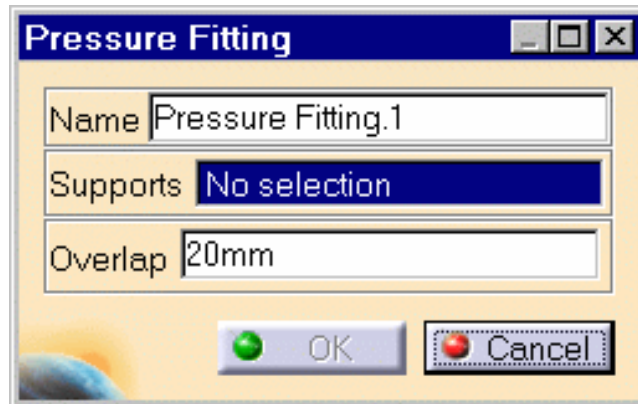 Pressure Fitting
Name Pressure Fitting.1
Supports No selection
Overlap 20mm
OK Cancel